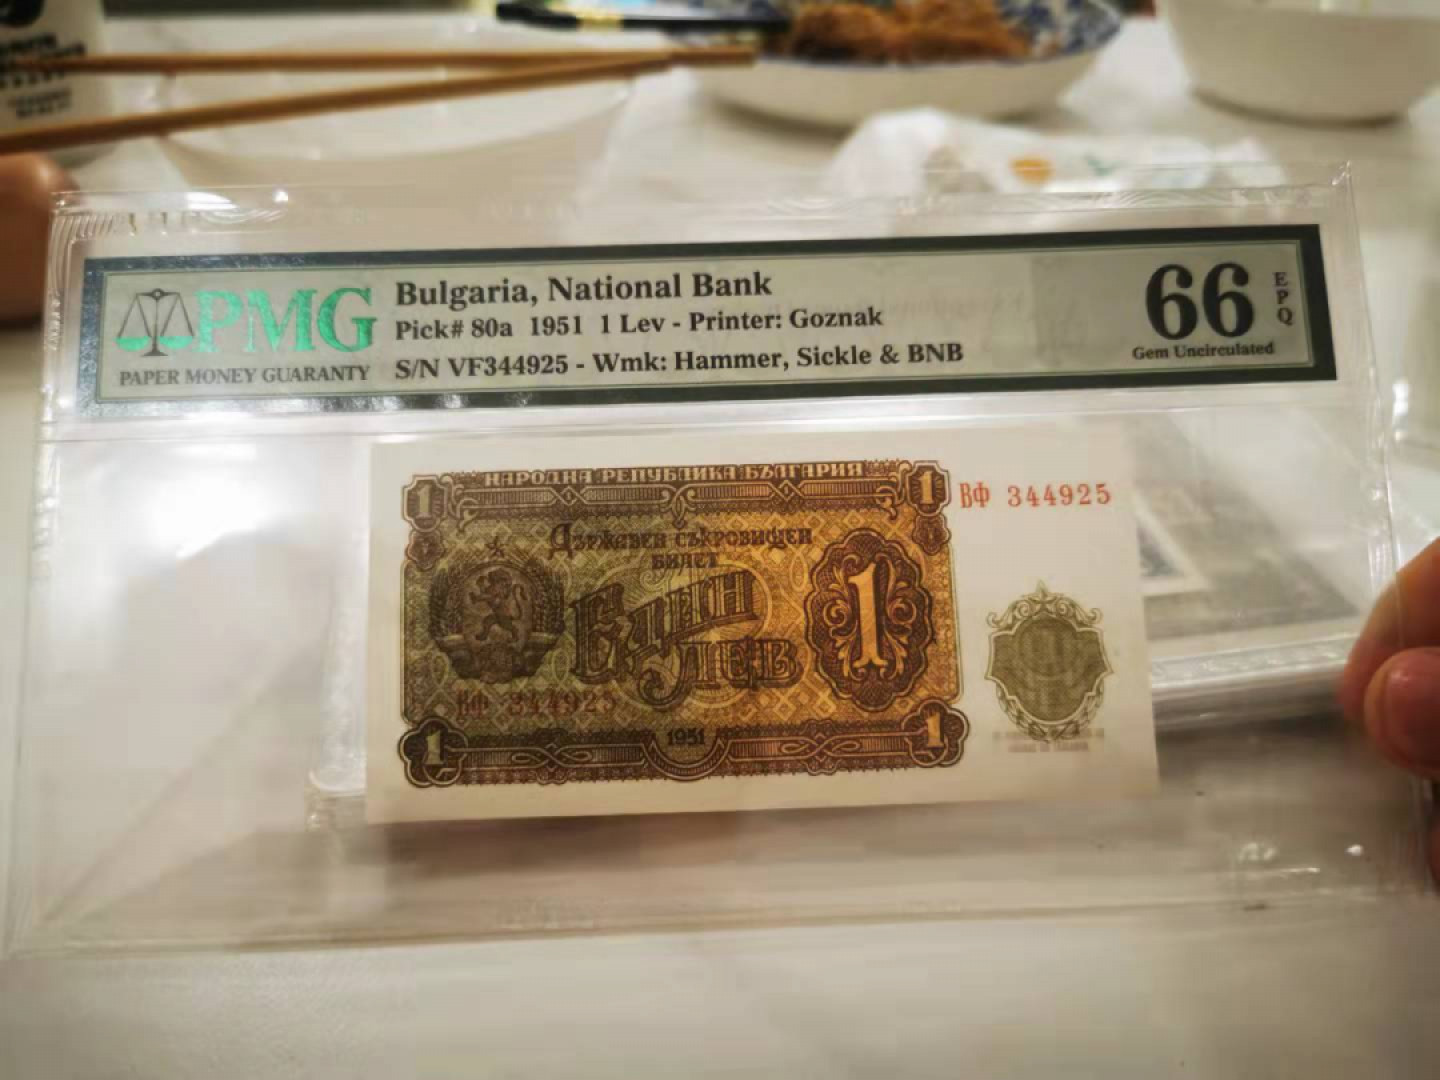 PMG
PAPER MONEY GUARANTY
Bulgaria, National Bank
Pick# 80a 1951 1 Lev - Printer: Goznak
S/N VF344925 - Wmk: Hammer, Sickle & BNB
66
EPQ
Gem Uncirculated
НАРОДНА РЕПУБЛИКА БЪЛГАРИЯ
1
1
ВФ 344925
Държавен съкровищен
билет
Един
лев
1
ВФ 344925
1951
1
1